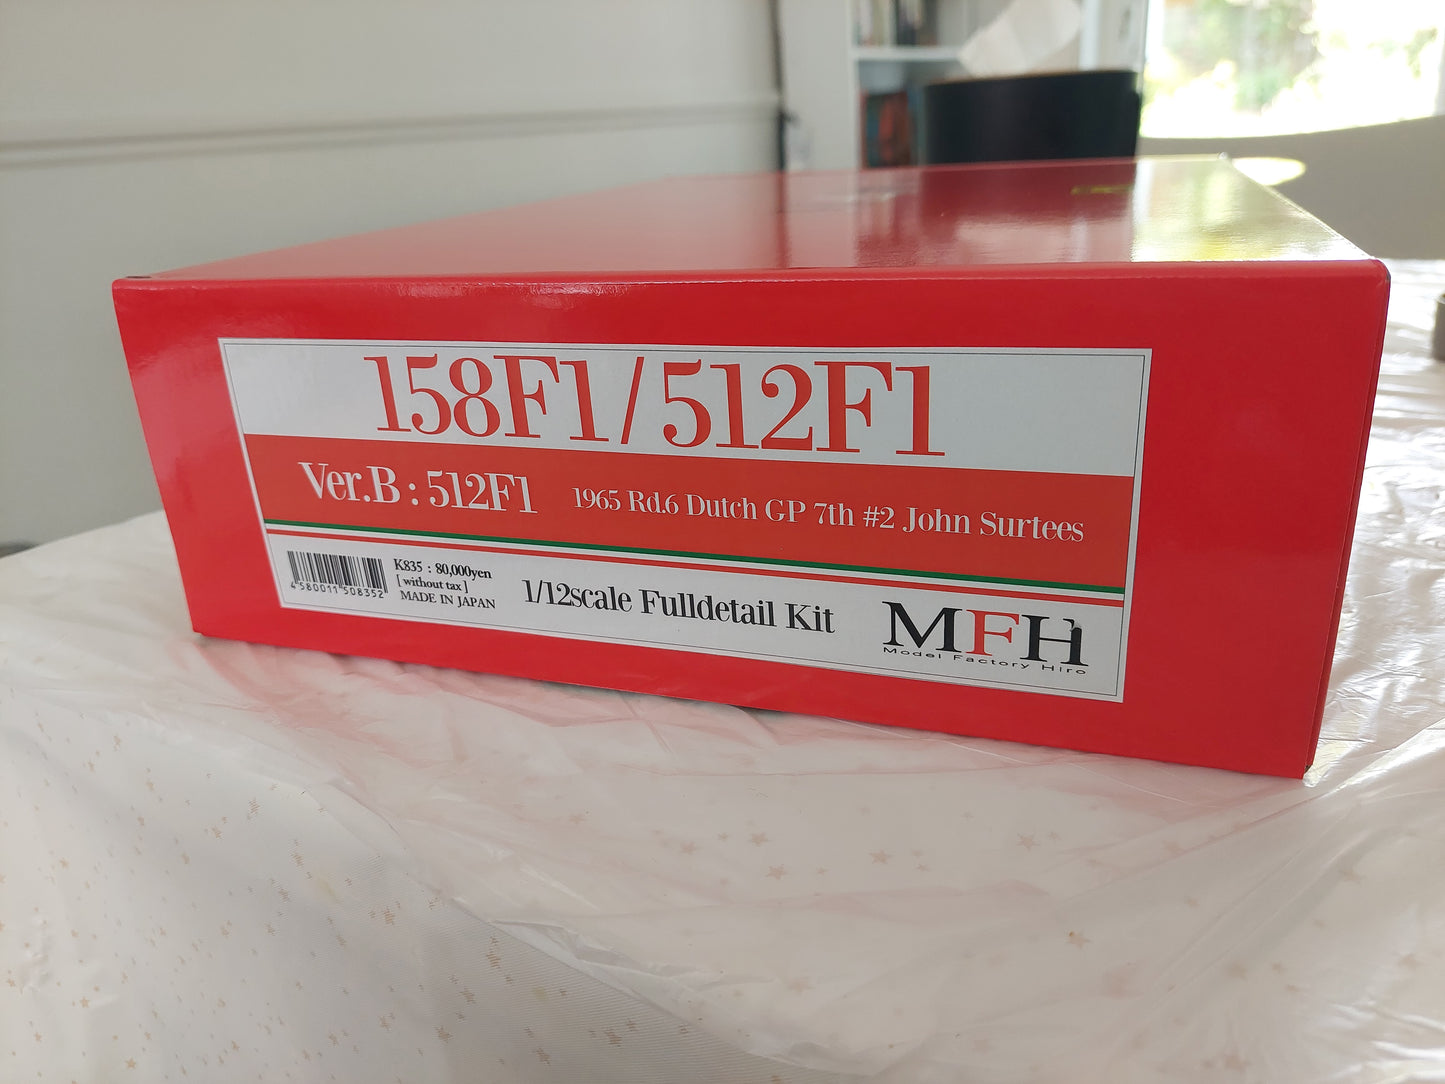 158F1/512F1
Ver.B : 512F1 1965 Rd.6 Dutch GP 7th #2 John Surtees
K835 : 80,000yen
[ without tax ]
MADE IN JAPAN
4580011508352
1/12scale Fulldetail Kit
MFH
Model Factory Hiro